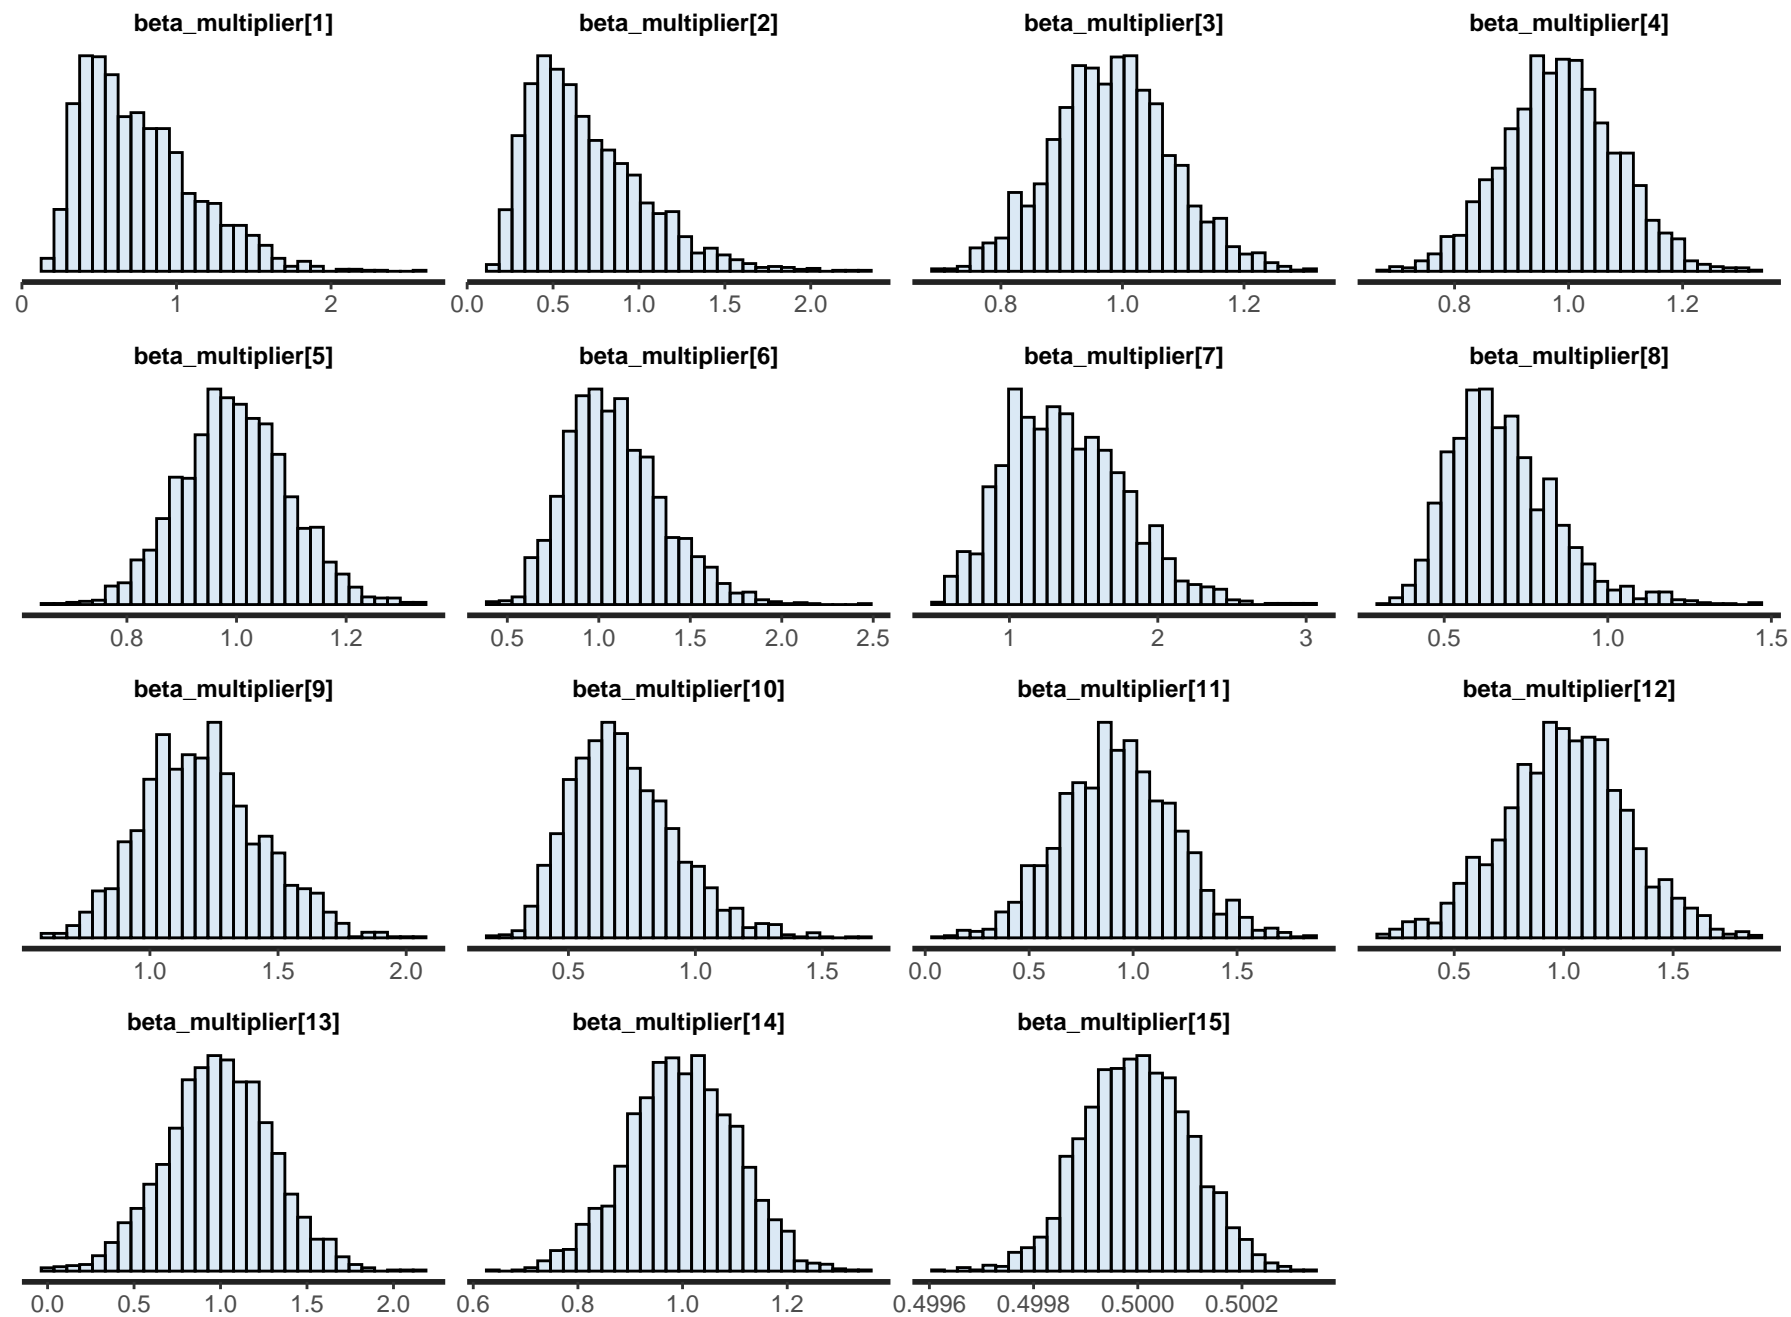 beta_multiplier[1] beta_multiplier[2] beta_multiplier[3] beta_multiplier[4]
0 1 2 0.0 0.5 1.0 1.5 2.0 0.8 1.0 1.2 0.8 1.0 1.2
beta_multiplier[5] beta_multiplier[6] beta_multiplier[7] beta_multiplier[8]
0.8 1.0 1.2 0.5 1.0 1.5 2.0 2.5 1 2 3 0.5 1.0 1.5
beta_multiplier[9] beta_multiplier[10] beta_multiplier[11] beta_multiplier[12]
1.0 1.5 2.0 0.5 1.0 1.5 0.0 0.5 1.0 1.5 0.5 1.0 1.5
beta_multiplier[13] beta_multiplier[14] beta_multiplier[15]
0.0 0.5 1.0 1.5 2.0 0.6 0.8 1.0 1.2 0.4996 0.4998 0.5000 0.5002